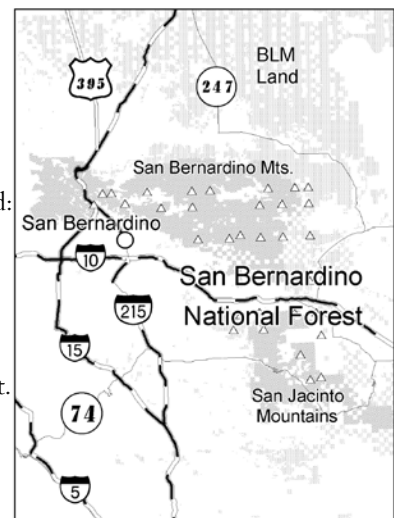 BLM
Land
395
247
San Bernardino Mts.
d:
San Bernardino
10
San Bernardino
215
National Forest
15
t.
San Jacinto
Mountains
74
5